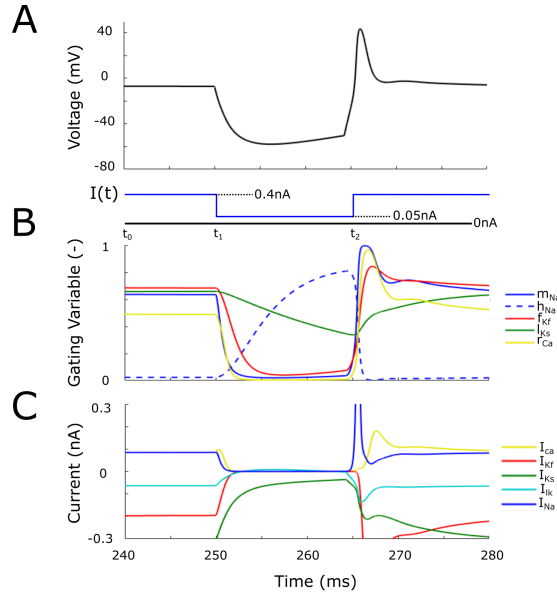 A
Voltage (mV)
40
0
-40
-80
I(t)
0.4nA
0.05nA
0nA
t0
t1
t2
B
Gating Variable (-)
1
0
mNa
hNa
fKf
lKs
rCa
C
Current (nA)
0.3
0
-0.3
ICa
IKf
IKs
Ilk
INa
240
250
260
270
280
Time (ms)